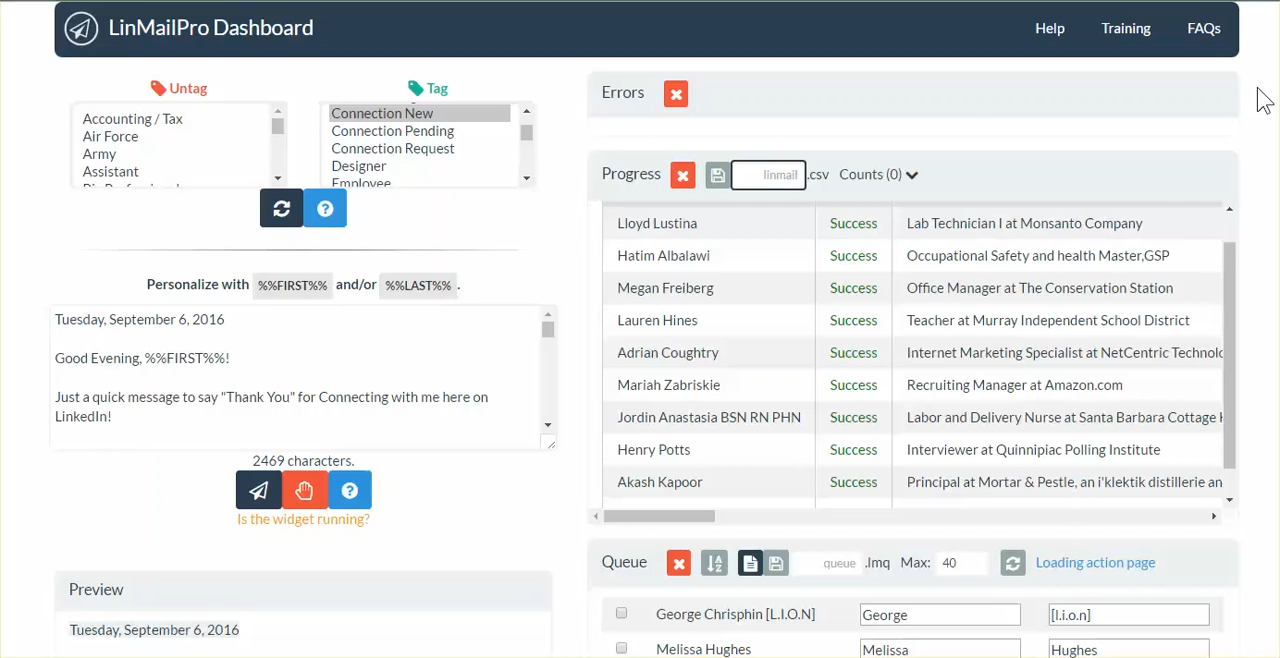 LinMailPro Dashboard
Help Training FAQs
Untag
Accounting / Tax
Air Force
Army
Assistant
Tag
Connection New
Connection Pending
Connection Request
Designer
Employee
Personalize with %%FIRST%% and/or %%LAST%% .
Tuesday, September 6, 2016
Good Evening, %%FIRST%%!
Just a quick message to say "Thank You" for Connecting with me here on
LinkedIn!
2469 characters.
Is the widget running?
Preview
Tuesday, September 6, 2016
Errors
Progress linmail .csv Counts (0)
Lloyd Lustina Success Lab Technician I at Monsanto Company
Hatim Albalawi Success Occupational Safety and health Master,GSP
Megan Freiberg Success Office Manager at The Conservation Station
Lauren Hines Success Teacher at Murray Independent School District
Adrian Coughtry Success Internet Marketing Specialist at NetCentric Technolo
Mariah Zabriskie Success Recruiting Manager at Amazon.com
Jordin Anastasia BSN RN PHN Success Labor and Delivery Nurse at Santa Barbara Cottage
Henry Potts Success Interviewer at Quinnipiac Polling Institute
Akash Kapoor Success Principal at Mortar & Pestle, an i'klektik distillerie an
Queue queue .lmq Max: 40 Loading action page
George Chrisphin [L.I.O.N] George [l.i.o.n]
Melissa Hughes Melissa Hughes